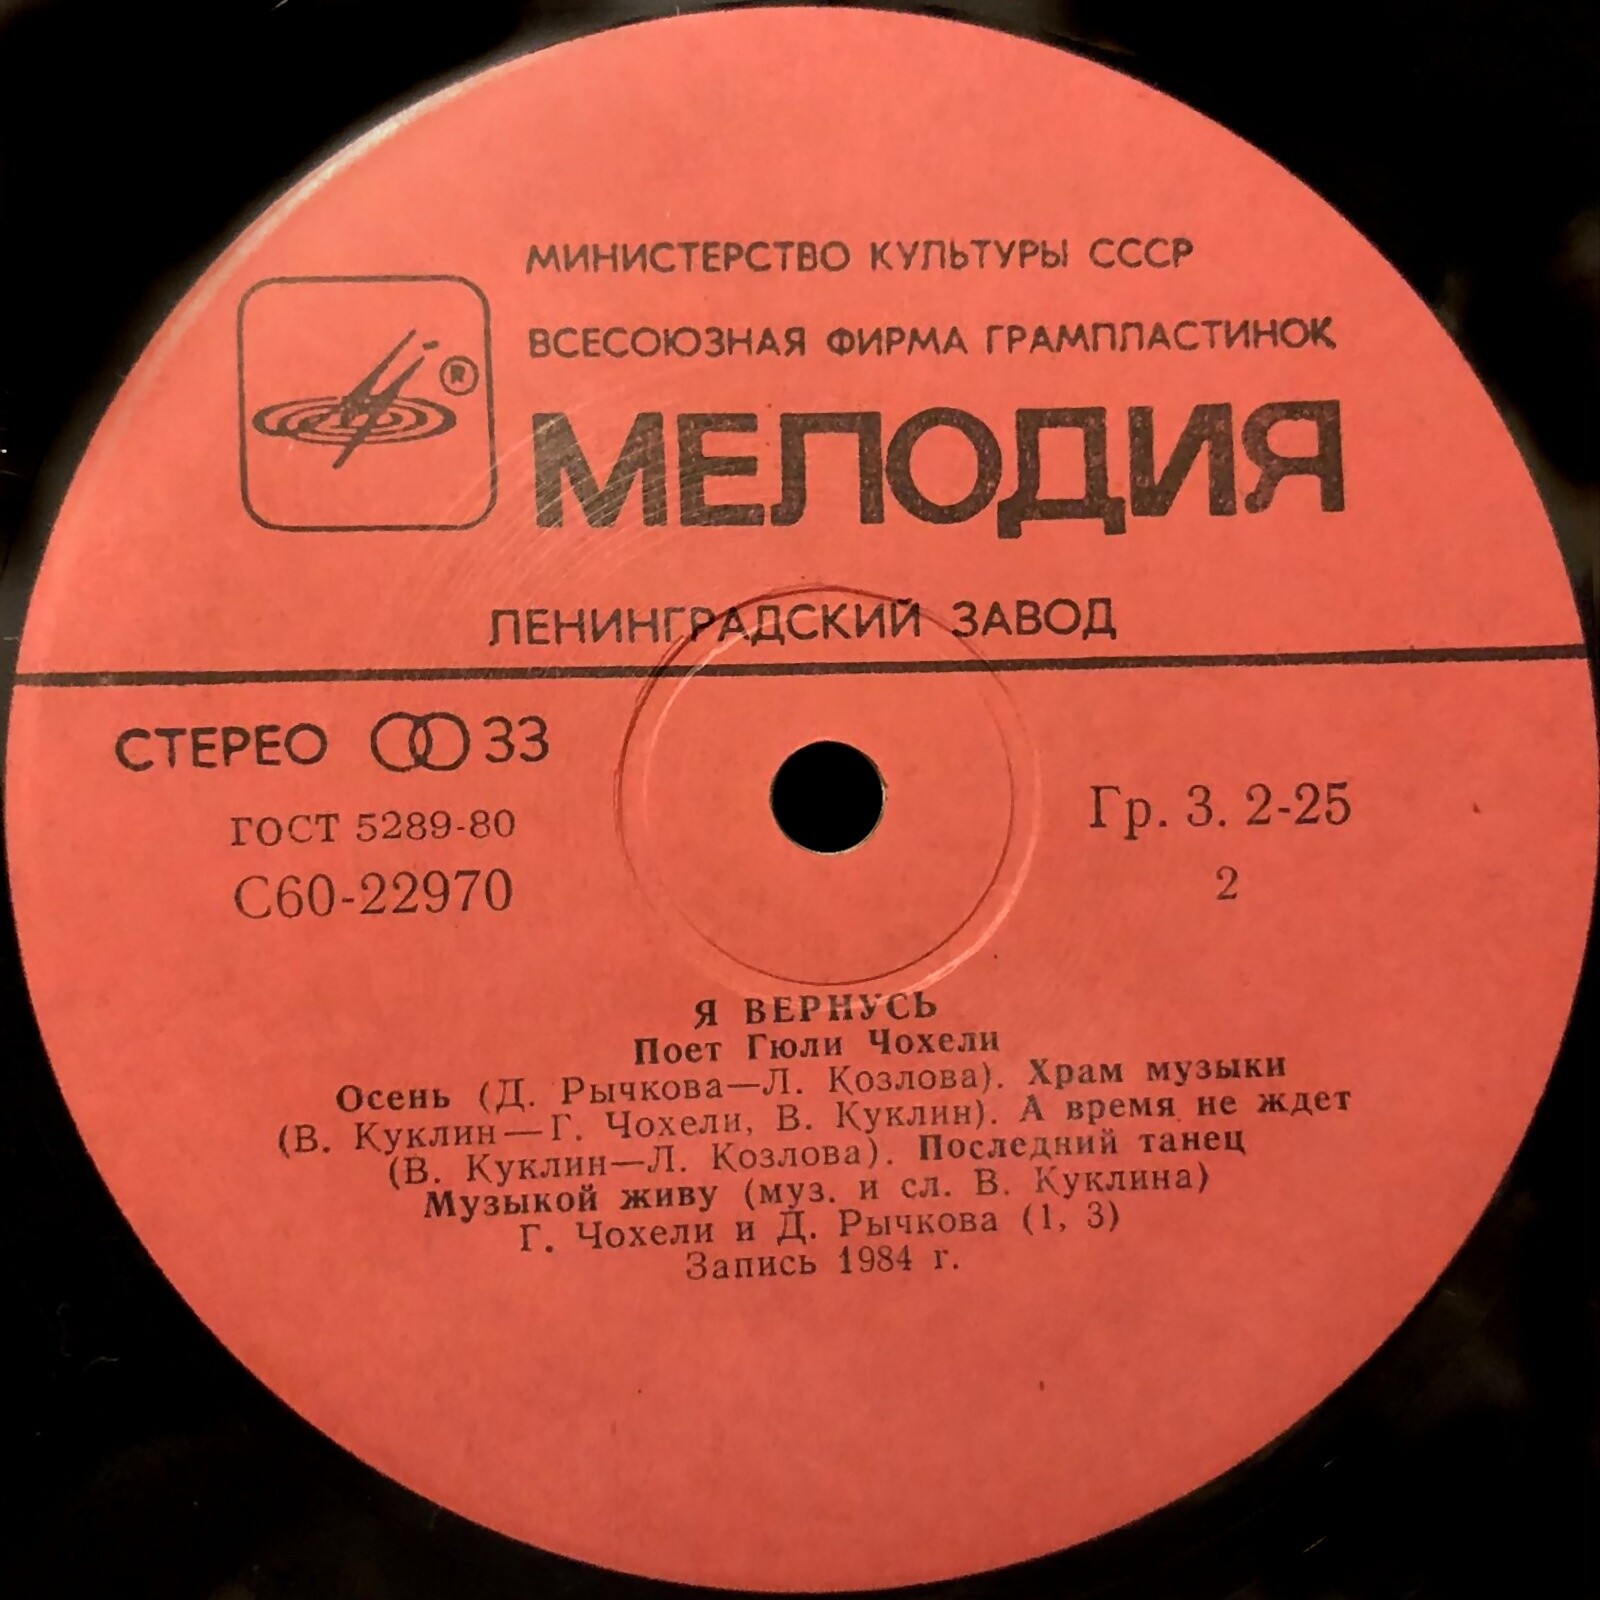 МИНИСТЕРСТВО КУЛЬТУРЫ СССР
ВСЕСОЮЗНАЯ ФИРМА ГРАМПЛАСТИНОК
®
МЕЛОДИЯ
ЛЕНИНГРАДСКИЙ ЗАВОД
СТЕРЕО 33
ГОСТ 5289-80
С60-22970
Гр. 3. 2-25
2
Я ВЕРНУСЬ
Поет Гюли Чохели
Осень (Д. Рычкова—Л. Козлова). Храм музыки
(В. Куклин—Г. Чохели, В. Куклин). А время не ждет
(В. Куклин—Л. Козлова). Последний танец
Музыкой живу (муз. и сл. В. Куклина)
Г. Чохели и Д. Рычкова (1, 3)
Запись 1984 г.